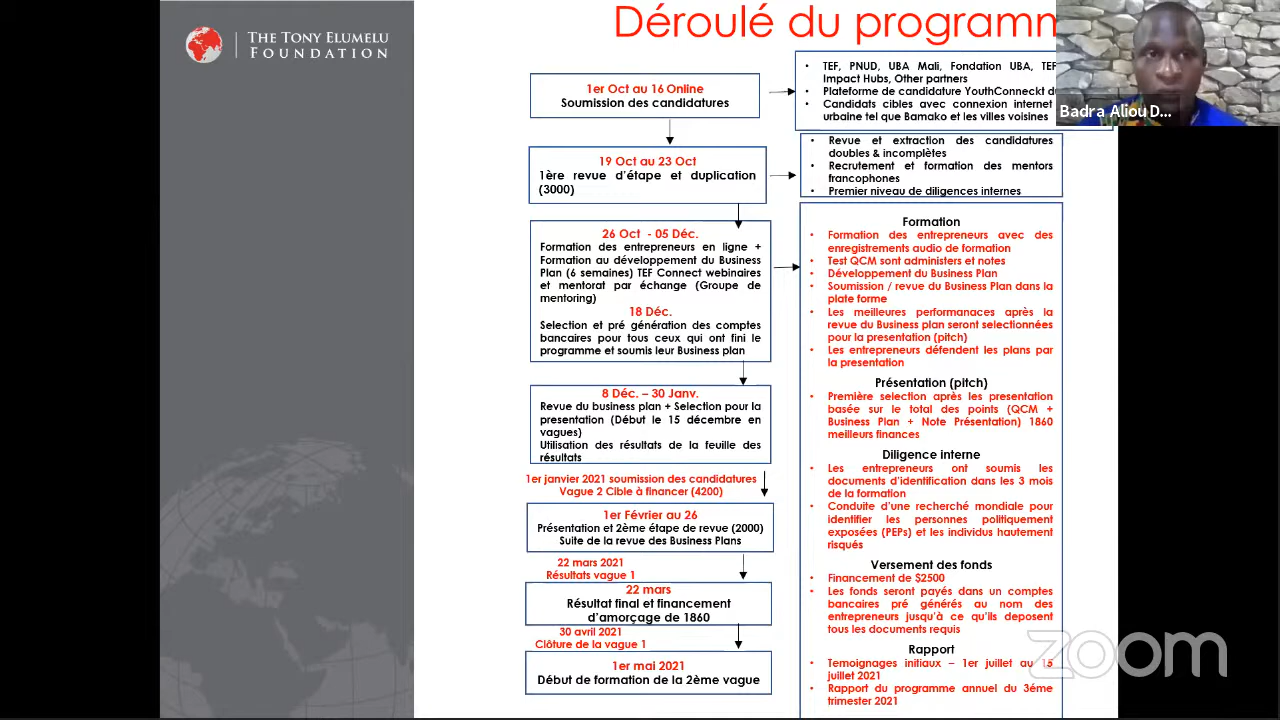 THE TONY ELUMELU
FOUNDATION
Déroulé du programm
1er Oct au 16 Online
Soumission des candidatures
• TEF, PNUD, UBA Mali, Fondation UBA, TEF
Impact Hubs, Other partners
• Plateforme de candidature YouthConneckt d
• Candidats cibles avec connexion internet
urbaine tel que Bamako et les villes voisines
Badra Aliou D...
19 Oct au 23 Oct
1ère revue d'étape et duplication
(3000)
• Revue et extraction des candidatures
doubles & incomplètes
• Recrutement et formation des mentors
francophones
• Premier niveau de diligences internes
26 Oct - 05 Déc.
Formation des entrepreneurs en ligne +
Formation au développement du Business
Plan (6 semaines) TEF Connect webinaires
et mentorat par échange (Groupe de
mentoring)
18 Déc.
Selection et pré génération des comptes
bancaires pour tous ceux qui ont fini le
programme et soumis leur Business plan
8 Déc. – 30 Janv.
Revue du business plan + Selection pour la
presentation (Début le 15 décembre en
vagues)
Utilisation des résultats de la feuille des
résultats
1er janvier 2021 soumission des candidatures
Vague 2 Cible à financer (4200)
1er Février au 26
Présentation et 2ème étape de revue (2000)
Suite de la revue des Business Plans
22 mars 2021
Résultats vague 1
22 mars
Résultat final et financement
d'amorçage de 1860
30 avril 2021
Clôture de la vague 1
1er mai 2021
Début de formation de la 2ème vague
Formation
• Formation des entrepreneurs avec des
enregistrements audio de formation
• Test QCM sont administers et notes
• Développement du Business Plan
• Soumission / revue du Business Plan dans la
plate forme
• Les meilleures performanaces après la
revue du Business plan seront selectionnées
pour la presentation (pitch)
• Les entrepreneurs défendent les plans par
la presentation
Présentation (pitch)
• Première selection après les presentation
basée sur le total des points (QCM +
Business Plan + Note Présentation) 1860
meilleurs finances
Diligence interne
• Les entrepreneurs ont soumis les
documents d'identification dans les 3 mois
de la formation
• Conduite d'une recherché mondiale pour
identifier les personnes politiquement
exposées (PEPs) et les individus hautement
risqués
Versement des fonds
• Financement de $2500
• Les fonds seront payés dans un comptes
bancaires pré générés au nom des
entrepreneurs jusqu'à ce qu'ils deposent
tous les documents requis
Rapport
• Temoignages initiaux – 1er juillet au 15
juillet 2021
• Rapport du programme annuel du 3éme
trimester 2021
zoom